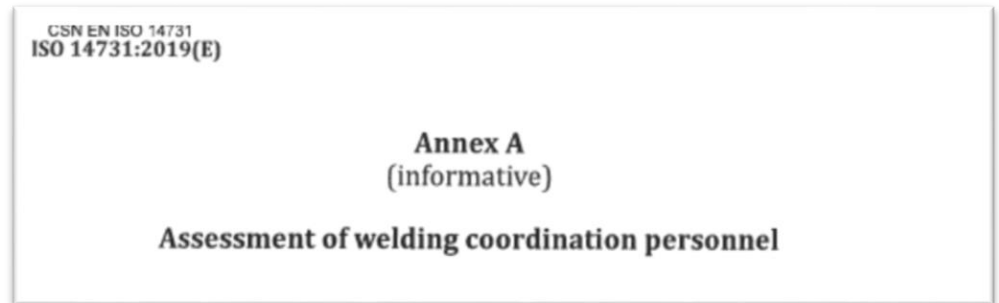 CSN EN ISO 14731
ISO 14731:2019(E)
Annex A
(informative)
Assessment of welding coordination personnel